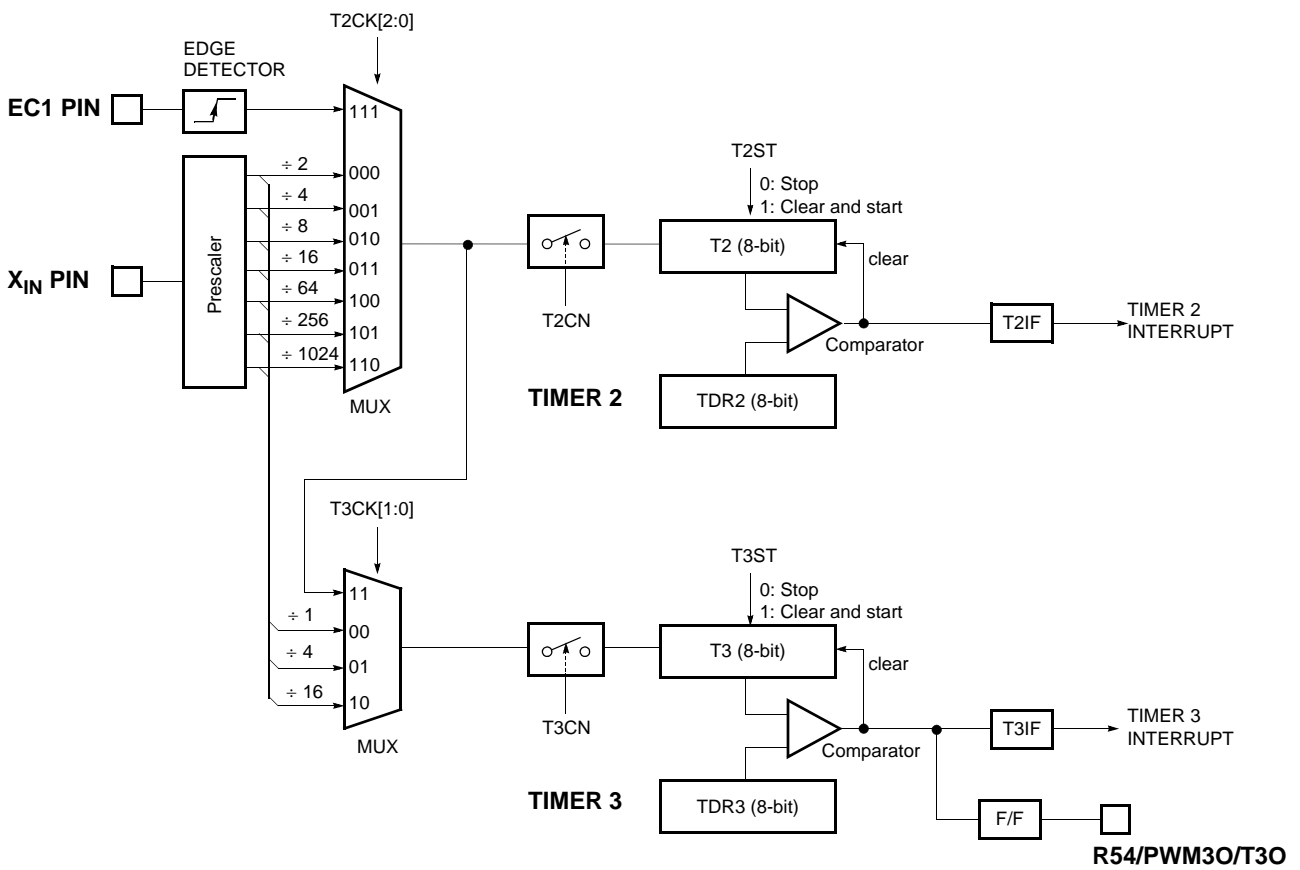 T2CK[2:0]
EDGE
DETECTOR
EC1 PIN
111
÷ 2
000
÷ 4
001
÷ 8
010
÷ 16
011
÷ 64
100
÷ 256
101
÷ 1024
110
Prescaler
XIN PIN
MUX
T2ST
0: Stop
1: Clear and start
T2 (8-bit)
clear
T2CN
Comparator
T2IF
TIMER 2
INTERRUPT
TIMER 2
TDR2 (8-bit)
T3CK[1:0]
11
÷ 1
00
÷ 4
01
÷ 16
10
MUX
T3ST
0: Stop
1: Clear and start
T3 (8-bit)
clear
T3CN
Comparator
T3IF
TIMER 3
INTERRUPT
TIMER 3
TDR3 (8-bit)
F/F
R54/PWM3O/T3O